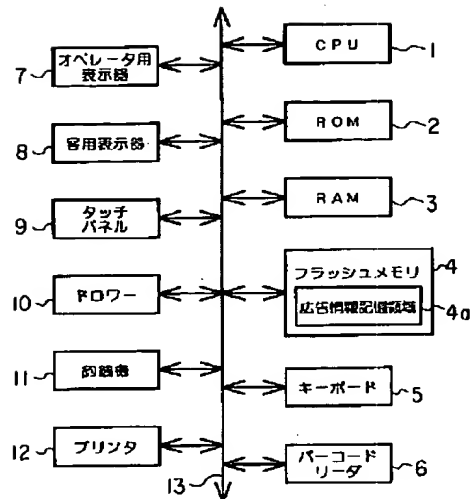 CPU
1
オペレータ用
表示器
7
ROM
2
客用表示器
8
RAM
3
タッチ
パネル
9
フラッシュメモリ
4
広告情報記憶領域
4a
ドロワー
10
釣銭機
11
キーボード
5
プリンタ
12
バーコード
リーダ
6
13